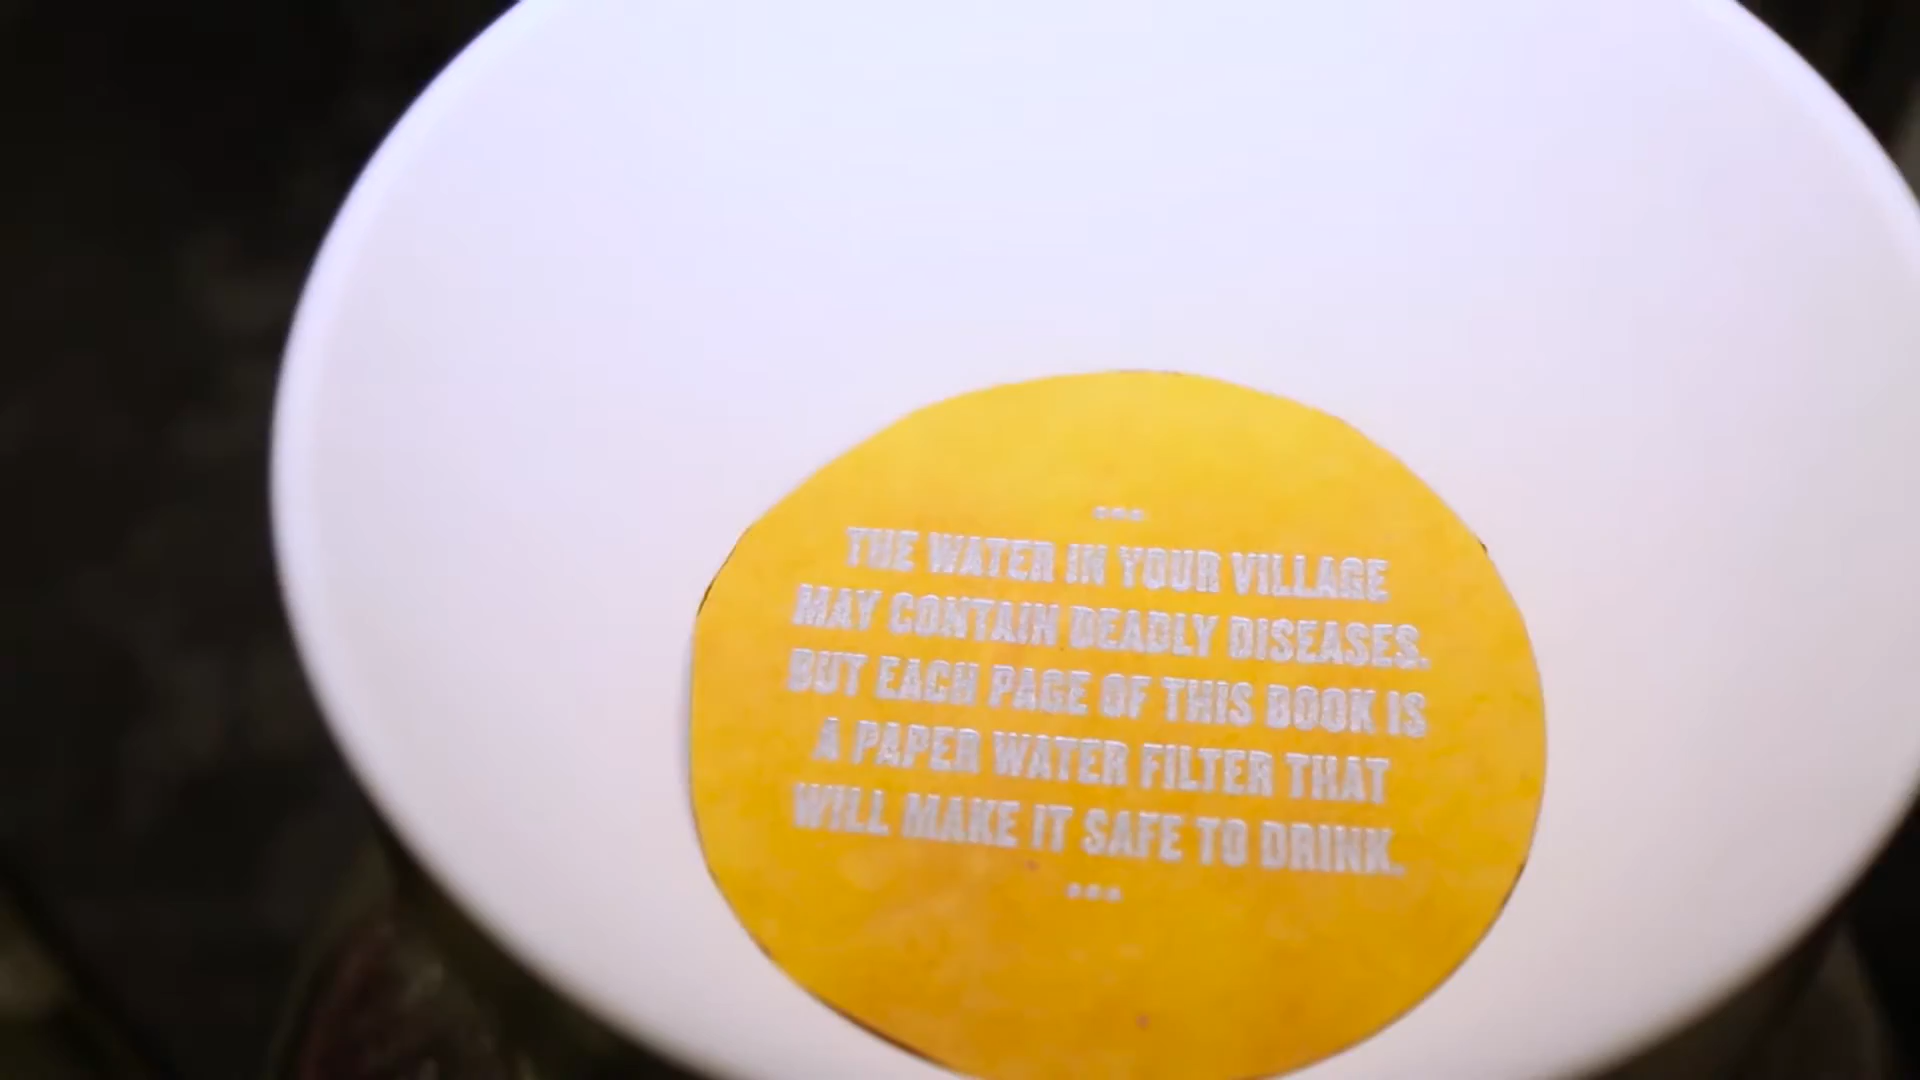 THE WATER IN YOUR VILLAGE
MAY CONTAIN DEADLY DISEASES.
BUT EACH PAGE OF THIS BOOK IS
A PAPER WATER FILTER THAT
WILL MAKE IT SAFE TO DRINK.